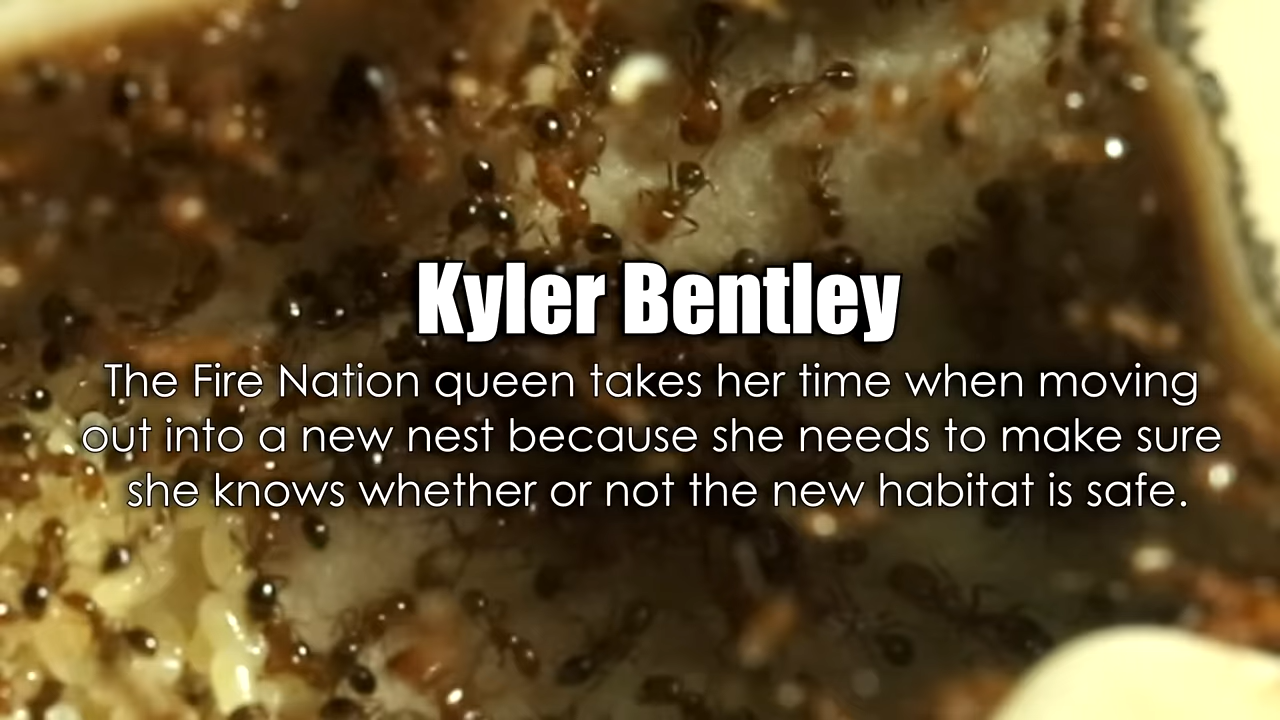 Kyler Bentley
The Fire Nation queen takes her time when moving
out into a new nest because she needs to make sure
she knows whether or not the new habitat is safe.